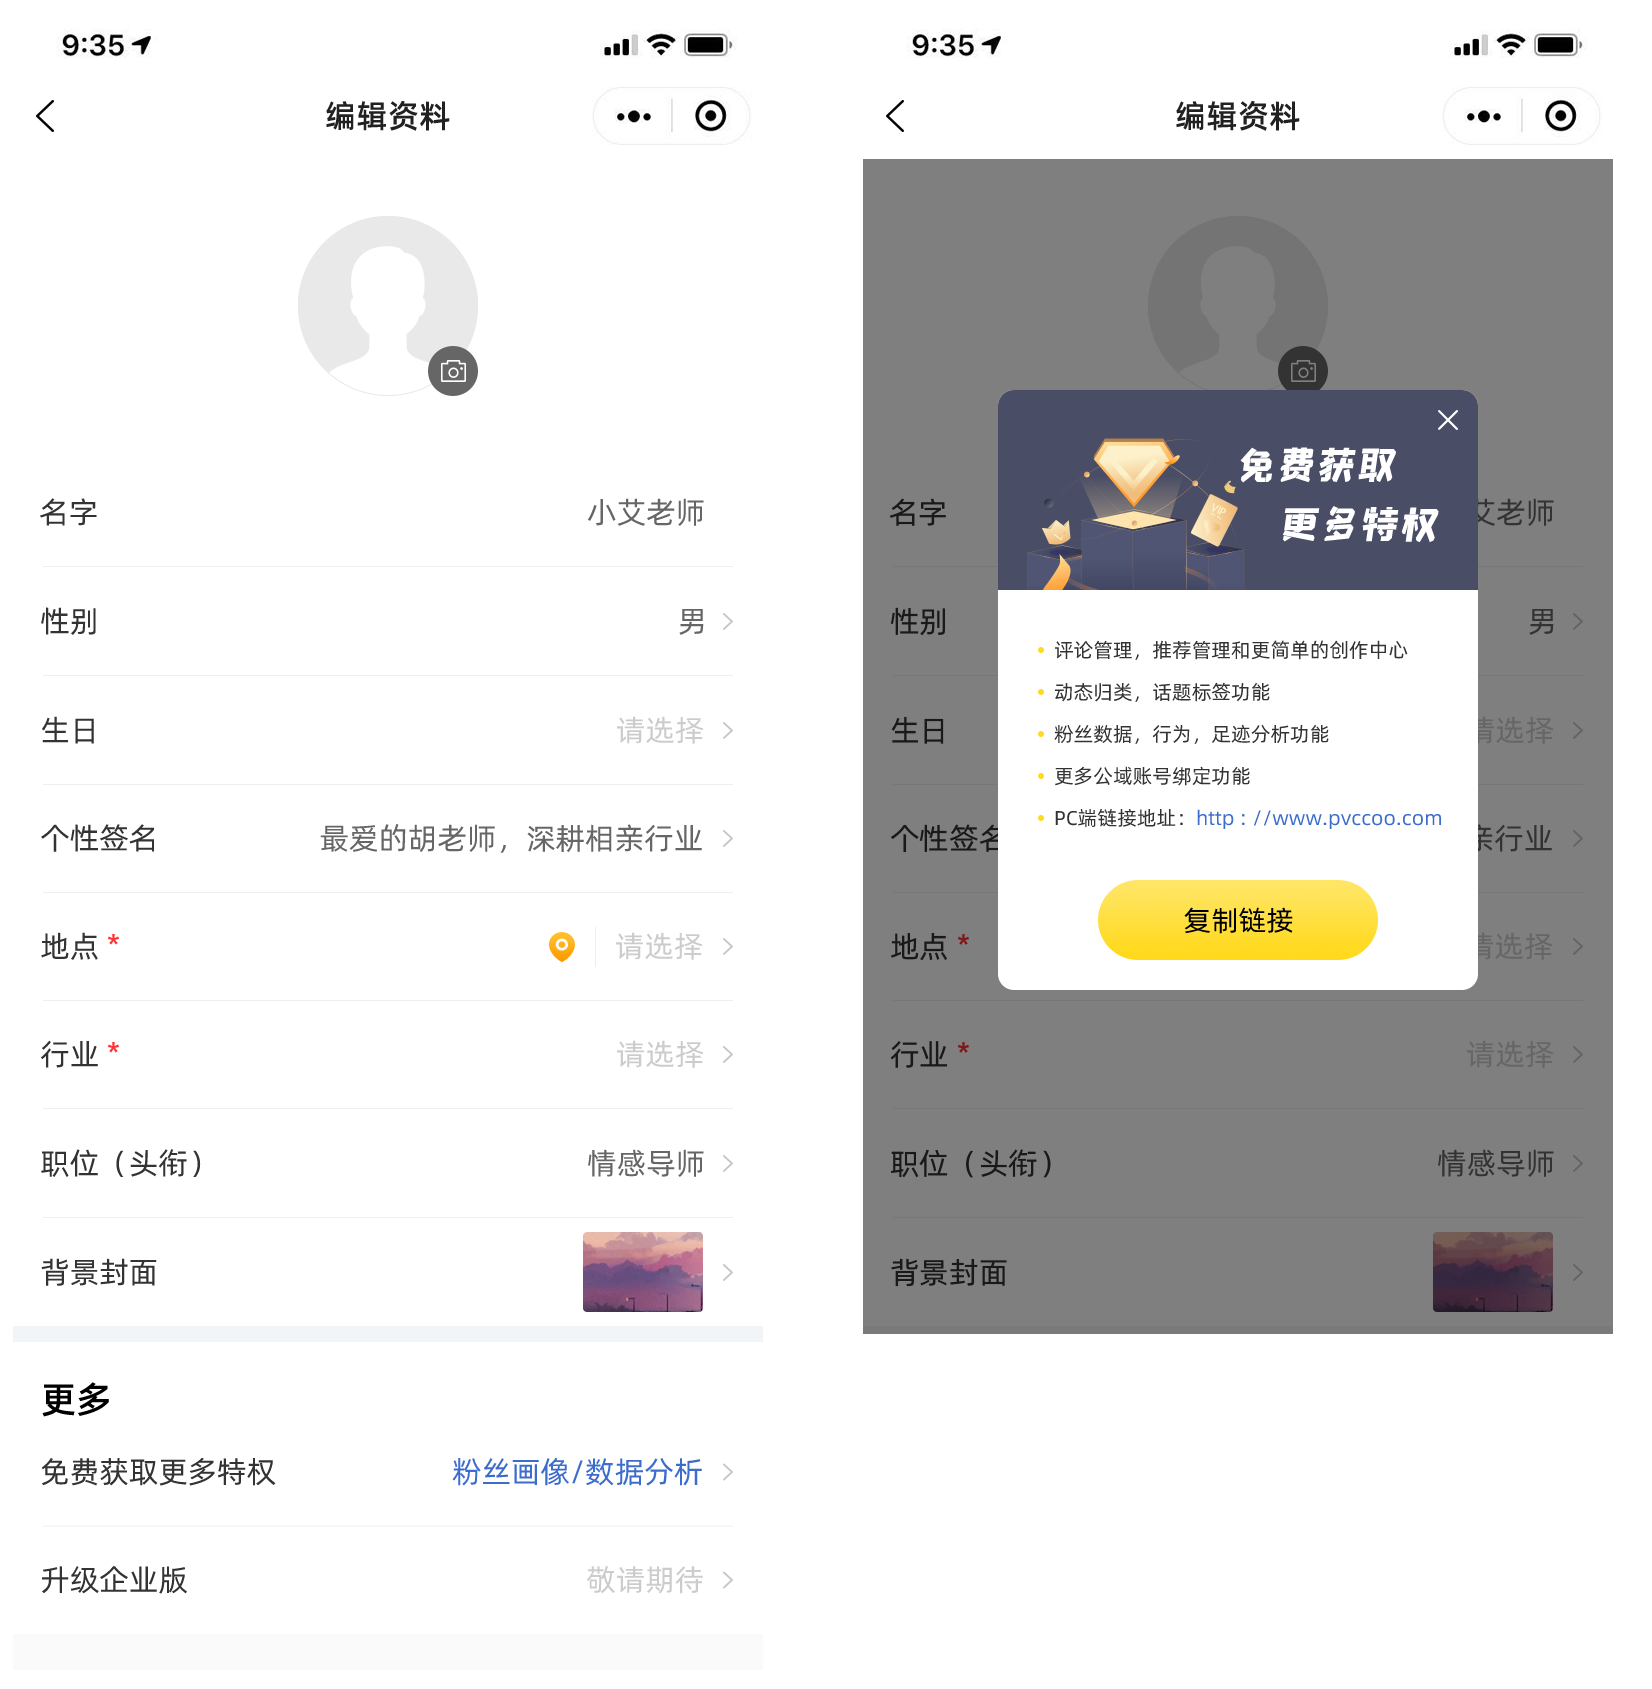 9:35
编辑资料
名字
小艾老师
性别
男
生日
请选择
个性签名
最爱的胡老师，深耕相亲行业
地点 *
请选择
行业 *
请选择
职位（头衔）
情感导师
背景封面
更多
免费获取更多特权
粉丝画像/数据分析
升级企业版
敬请期待
9:35
编辑资料
名字
艾老师
性别
男
生日
请选择
个性签名
亲行业
地点 *
请选择
行业 *
请选择
职位（头衔）
情感导师
背景封面
免费获取
更多特权
VIP
评论管理，推荐管理和更简单的创作中心
动态归类，话题标签功能
粉丝数据，行为，足迹分析功能
更多公域账号绑定功能
PC端链接地址：http：//www.pvccoo.com
复制链接